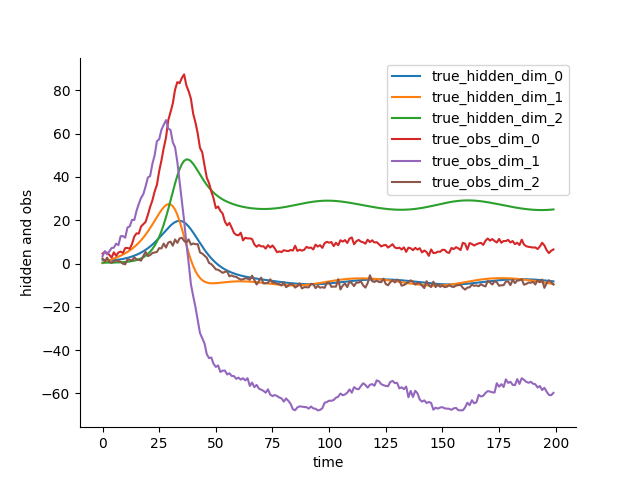 true_hidden_dim_0
true_hidden_dim_1
true_hidden_dim_2
true_obs_dim_0
true_obs_dim_1
true_obs_dim_2
hidden and obs
80
60
40
20
0
−20
−40
−60
0 25 50 75 100 125 150 175 200
time